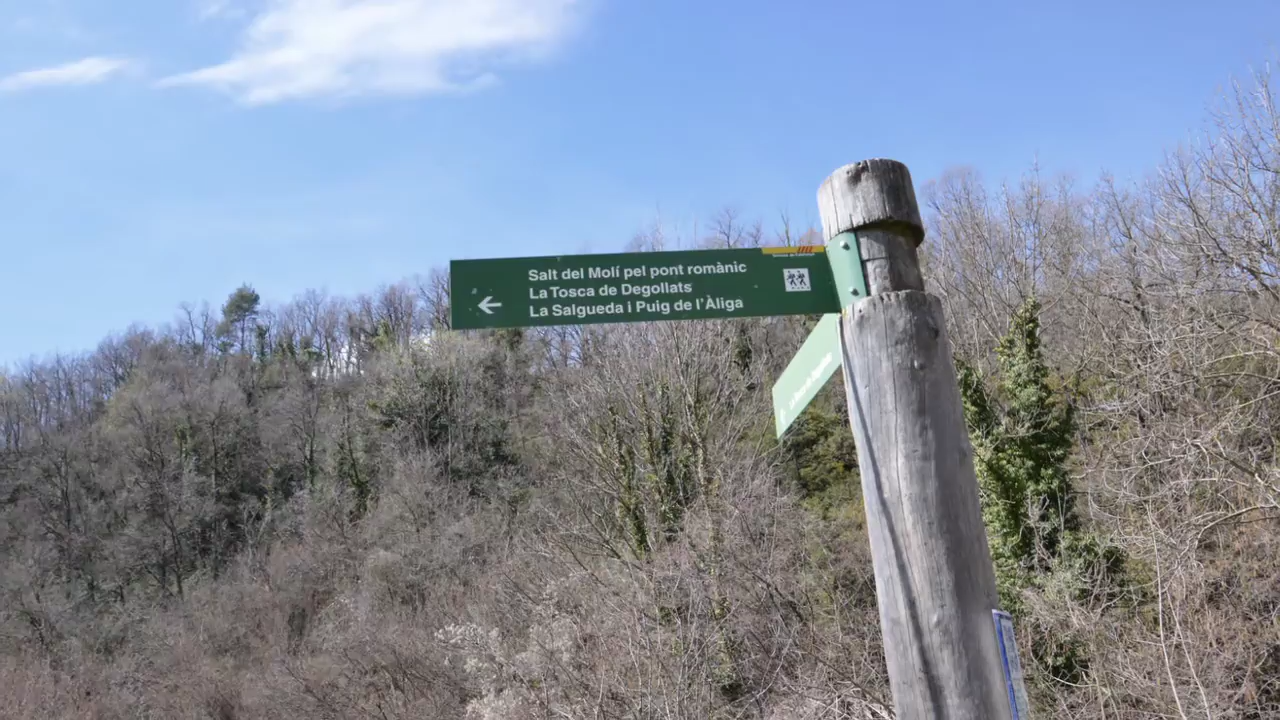 Salt del Molí pel pont romànic
La Tosca de Degollats
La Salgueda i Puig de l'Àliga